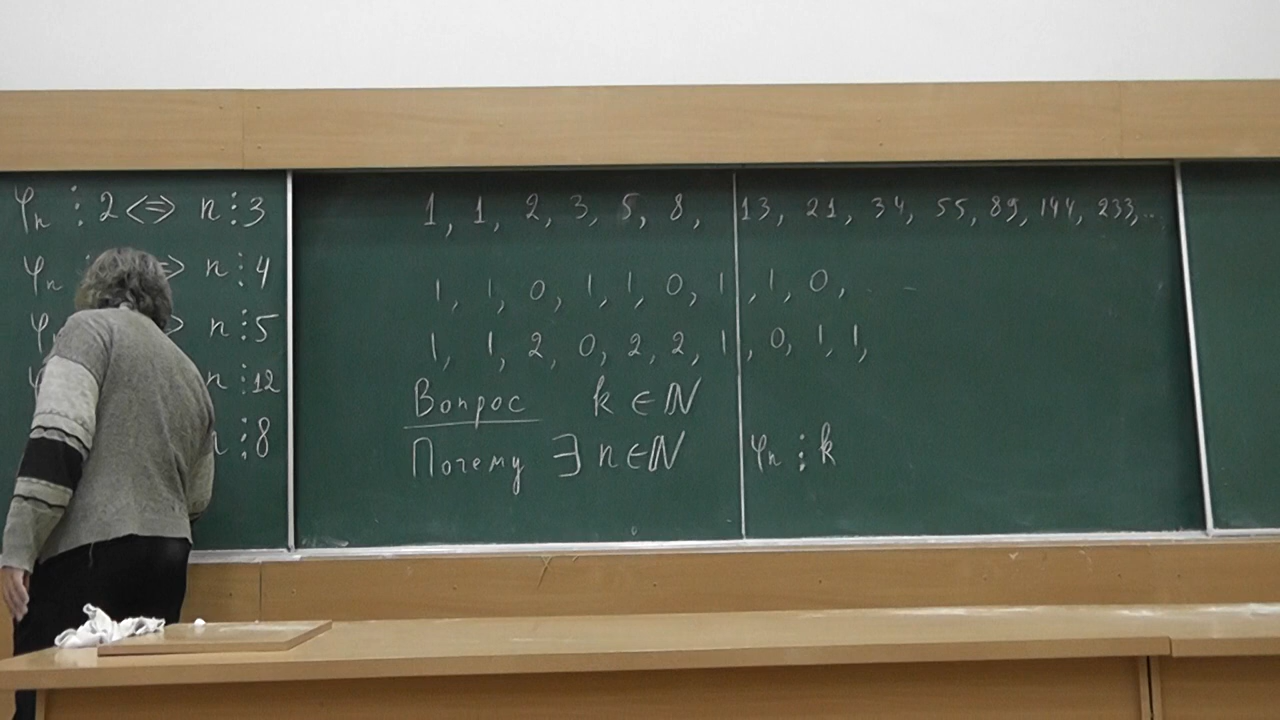 φn ⋮ 2 <=> n ⋮ 3
φn => n ⋮ 4
φn > n ⋮ 5
n ⋮ 12
n ⋮ 8
1, 1, 2, 3, 5, 8, 13, 21, 34, 55, 89, 144, 233, ...
1, 1, 0, 1, 1, 0, 1, 1, 0,
1, 1, 2, 0, 2, 2, 1, 0, 1, 1,
Вопрос k ∈ ℕ
Почему ∃ n ∈ ℕ φn ⋮ k